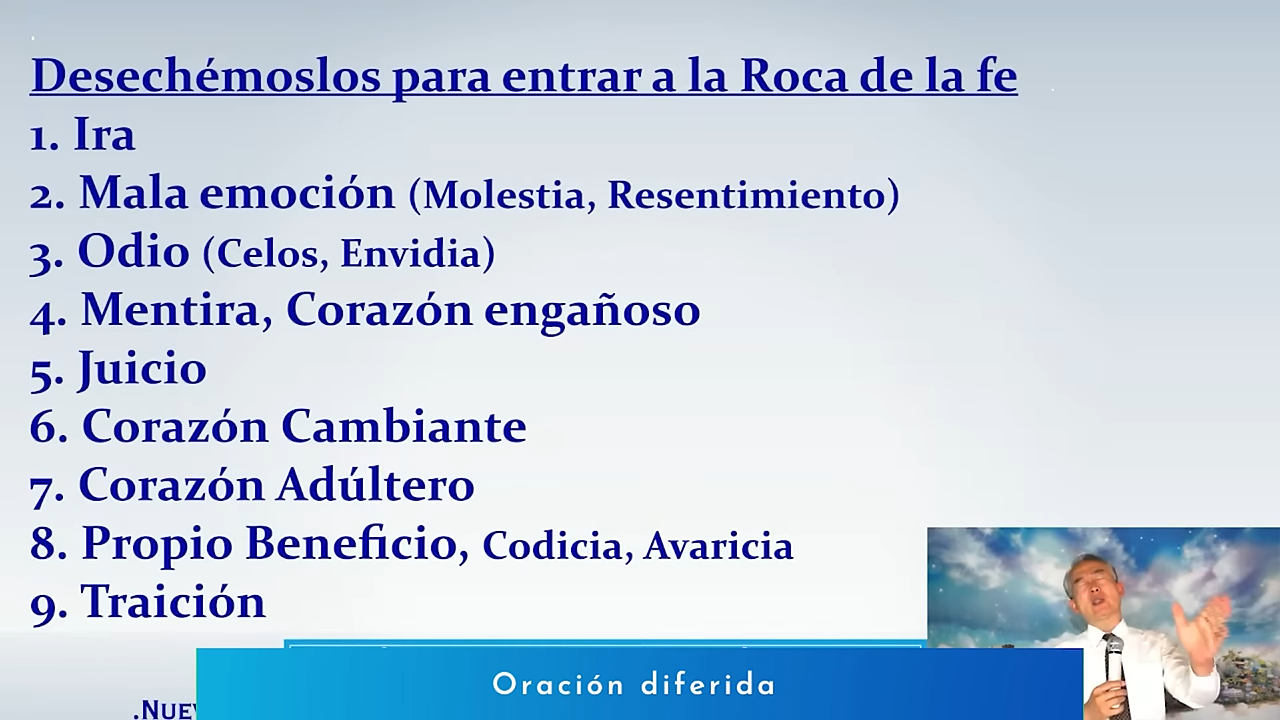 Desechémoslos para entrar a la Roca de la fe
1. Ira
2. Mala emoción (Molestia, Resentimiento)
3. Odio (Celos, Envidia)
4. Mentira, Corazón engañoso
5. Juicio
6. Corazón Cambiante
7. Corazón Adúltero
8. Propio Beneficio, Codicia, Avaricia
9. Traición
Oración diferida